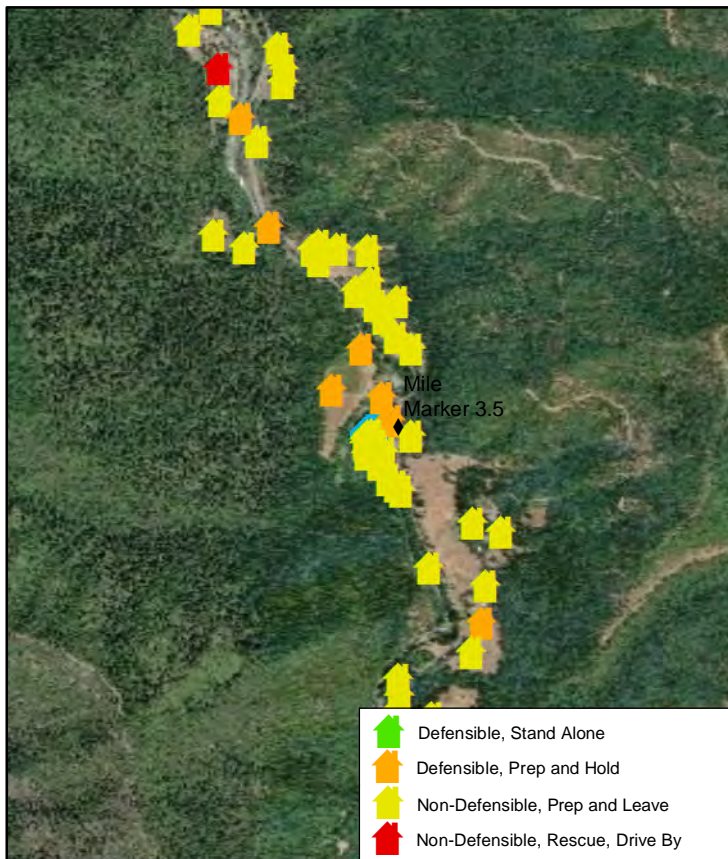 Mile
Marker 3.5
Defensible, Stand Alone
Defensible, Prep and Hold
Non-Defensible, Prep and Leave
Non-Defensible, Rescue, Drive By